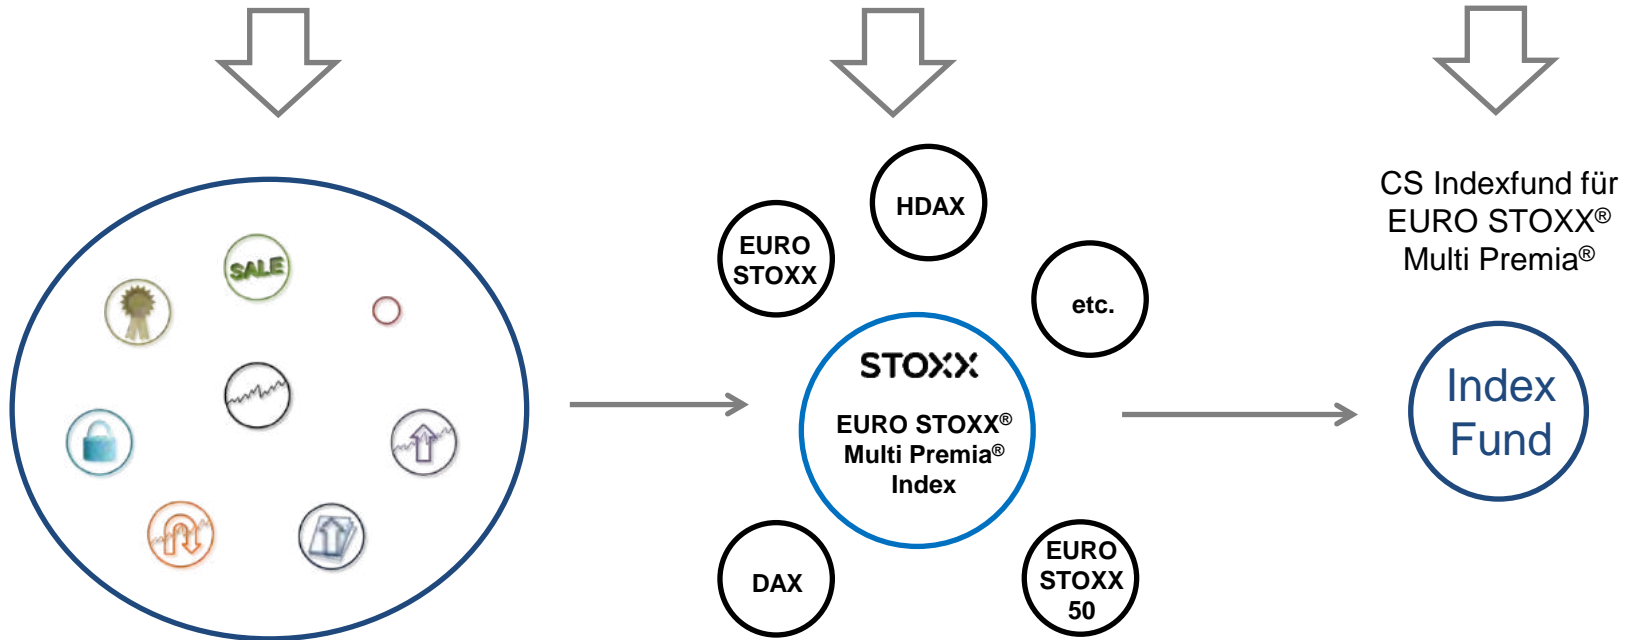 SALE
HDAX
EURO
STOXX
etc.
STOXX
EURO STOXX®
Multi Premia®
Index
DAX
EURO
STOXX
50
CS Indexfund für
EURO STOXX®
Multi Premia®
Index
Fund